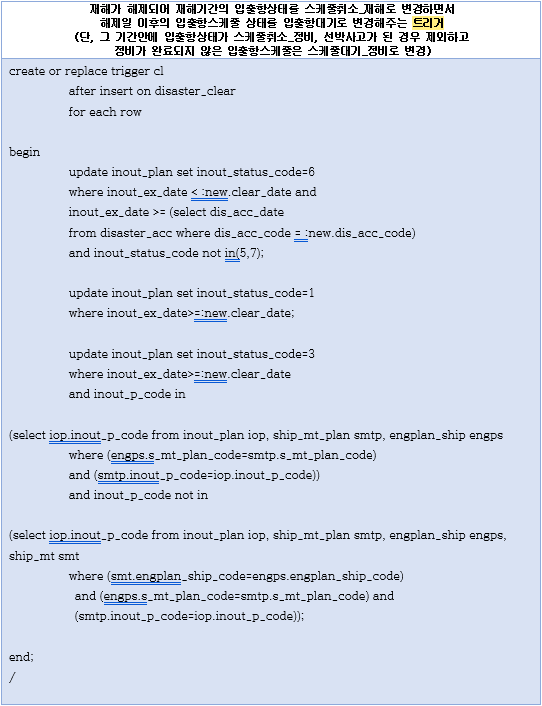 재해가 해제되어 재해기간의 입출항상태를 스케줄취소_재해로 변경하면서
해제일 이후의 입출항스케줄 상태를 입출항대기로 변경해주는 트리거
(단, 그 기간안에 입출항상태가 스케줄취소_정비, 선박사고가 된 경우 제외하고
정비가 완료되지 않은 입출항스케줄은 스케줄대기_정비로 변경)
create or replace trigger cl
after insert on disaster_clear
for each row
begin
update inout_plan set inout_status_code=6
where inout_ex_date < :new.clear_date and
inout_ex_date >= (select dis_acc_date
from disaster_acc where dis_acc_code = :new.dis_acc_code)
and inout_status_code not in(5,7);
update inout_plan set inout_status_code=1
where inout_ex_date>=:new.clear_date;
update inout_plan set inout_status_code=3
where inout_ex_date>=:new.clear_date
and inout_p_code in
(select iop.inout_p_code from inout_plan iop, ship_mt_plan smtp, engplan_ship engps
where (engps.s_mt_plan_code=smtp.s_mt_plan_code)
and (smtp.inout_p_code=iop.inout_p_code))
and inout_p_code not in
(select iop.inout_p_code from inout_plan iop, ship_mt_plan smtp, engplan_ship engps,
ship_mt smt
where (smt.engplan_ship_code=engps.engplan_ship_code)
and (engps.s_mt_plan_code=smtp.s_mt_plan_code) and
(smtp.inout_p_code=iop.inout_p_code));
end;
/